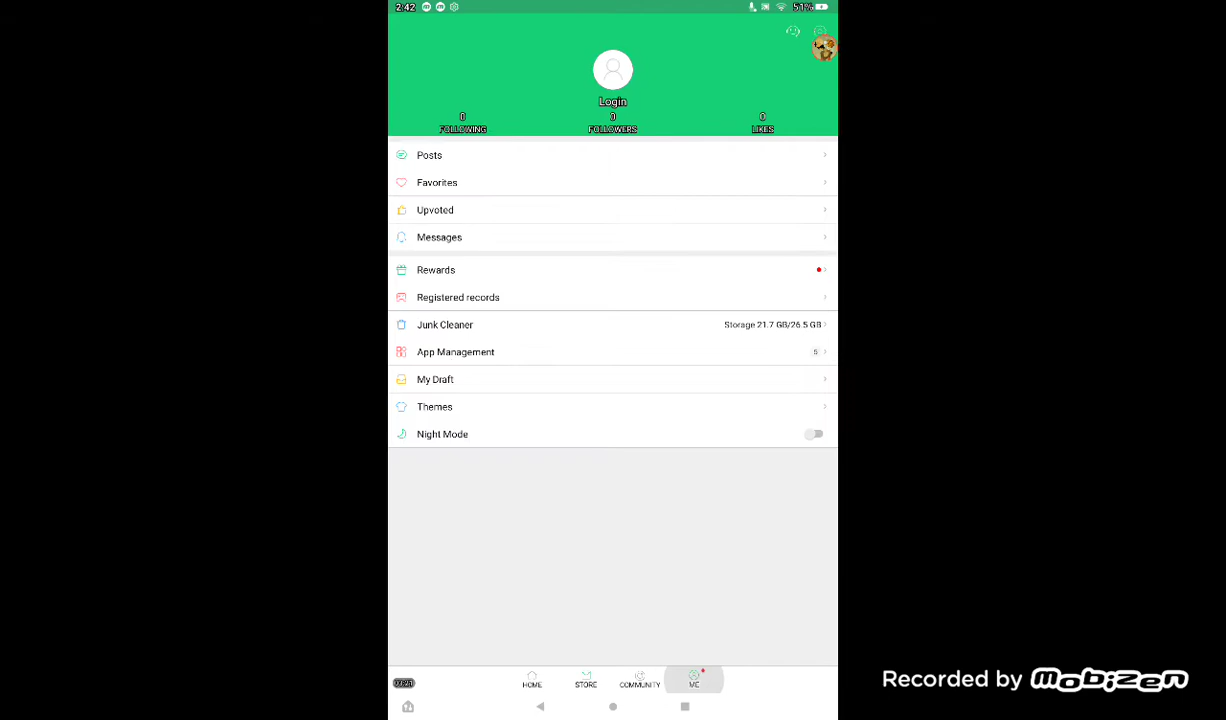 2:42
51%
Login
0 0 0
FOLLOWING FOLLOWERS LIKES
Posts
Favorites
Upvoted
Messages
Rewards
Registered records
Junk Cleaner Storage 21.7 GB/26.5 GB
App Management 5
My Draft
Themes
Night Mode
HOME STORE COMMUNITY ME
Recorded by mobizen